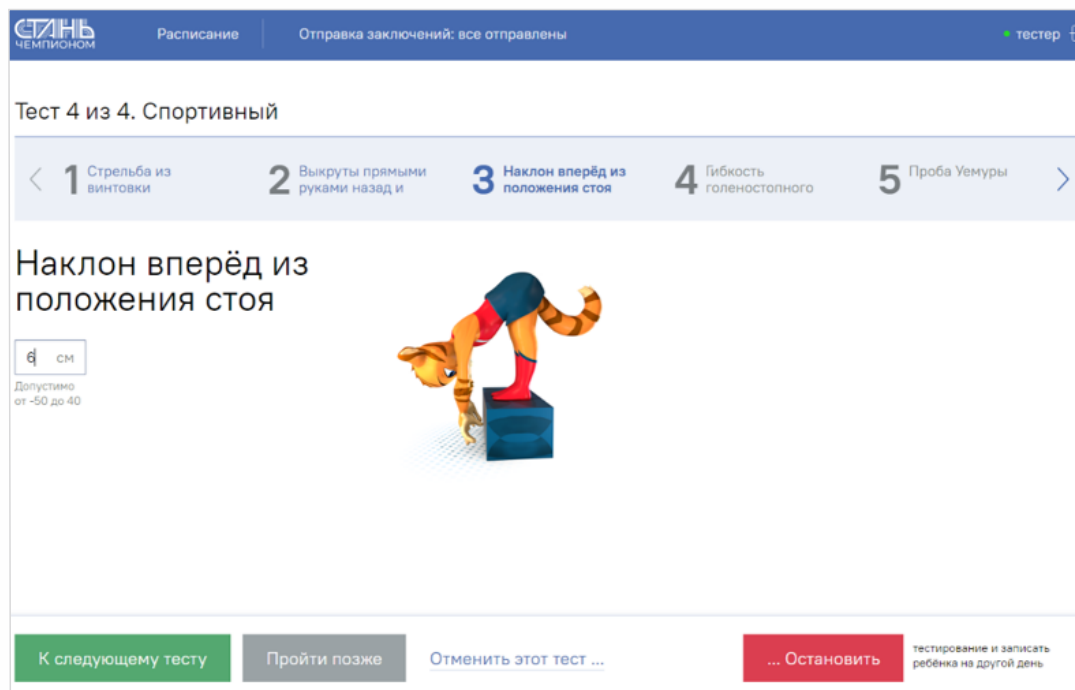 СТАНЬ
ЧЕМПИОНОМ
Расписание
Отправка заключений: все отправлены
тестер
Тест 4 из 4. Спортивный
1 Стрельба из
винтовки
2 Выкруты прямыми
руками назад и
3 Наклон вперёд из
положения стоя
4 Гибкость
голеностопного
5 Проба Уемуры
Наклон вперёд из
положения стоя
6 см
Допустимо
от -50 до 40
К следующему тесту
Пройти позже
Отменить этот тест ...
... Остановить
тестирование и записать
ребёнка на другой день